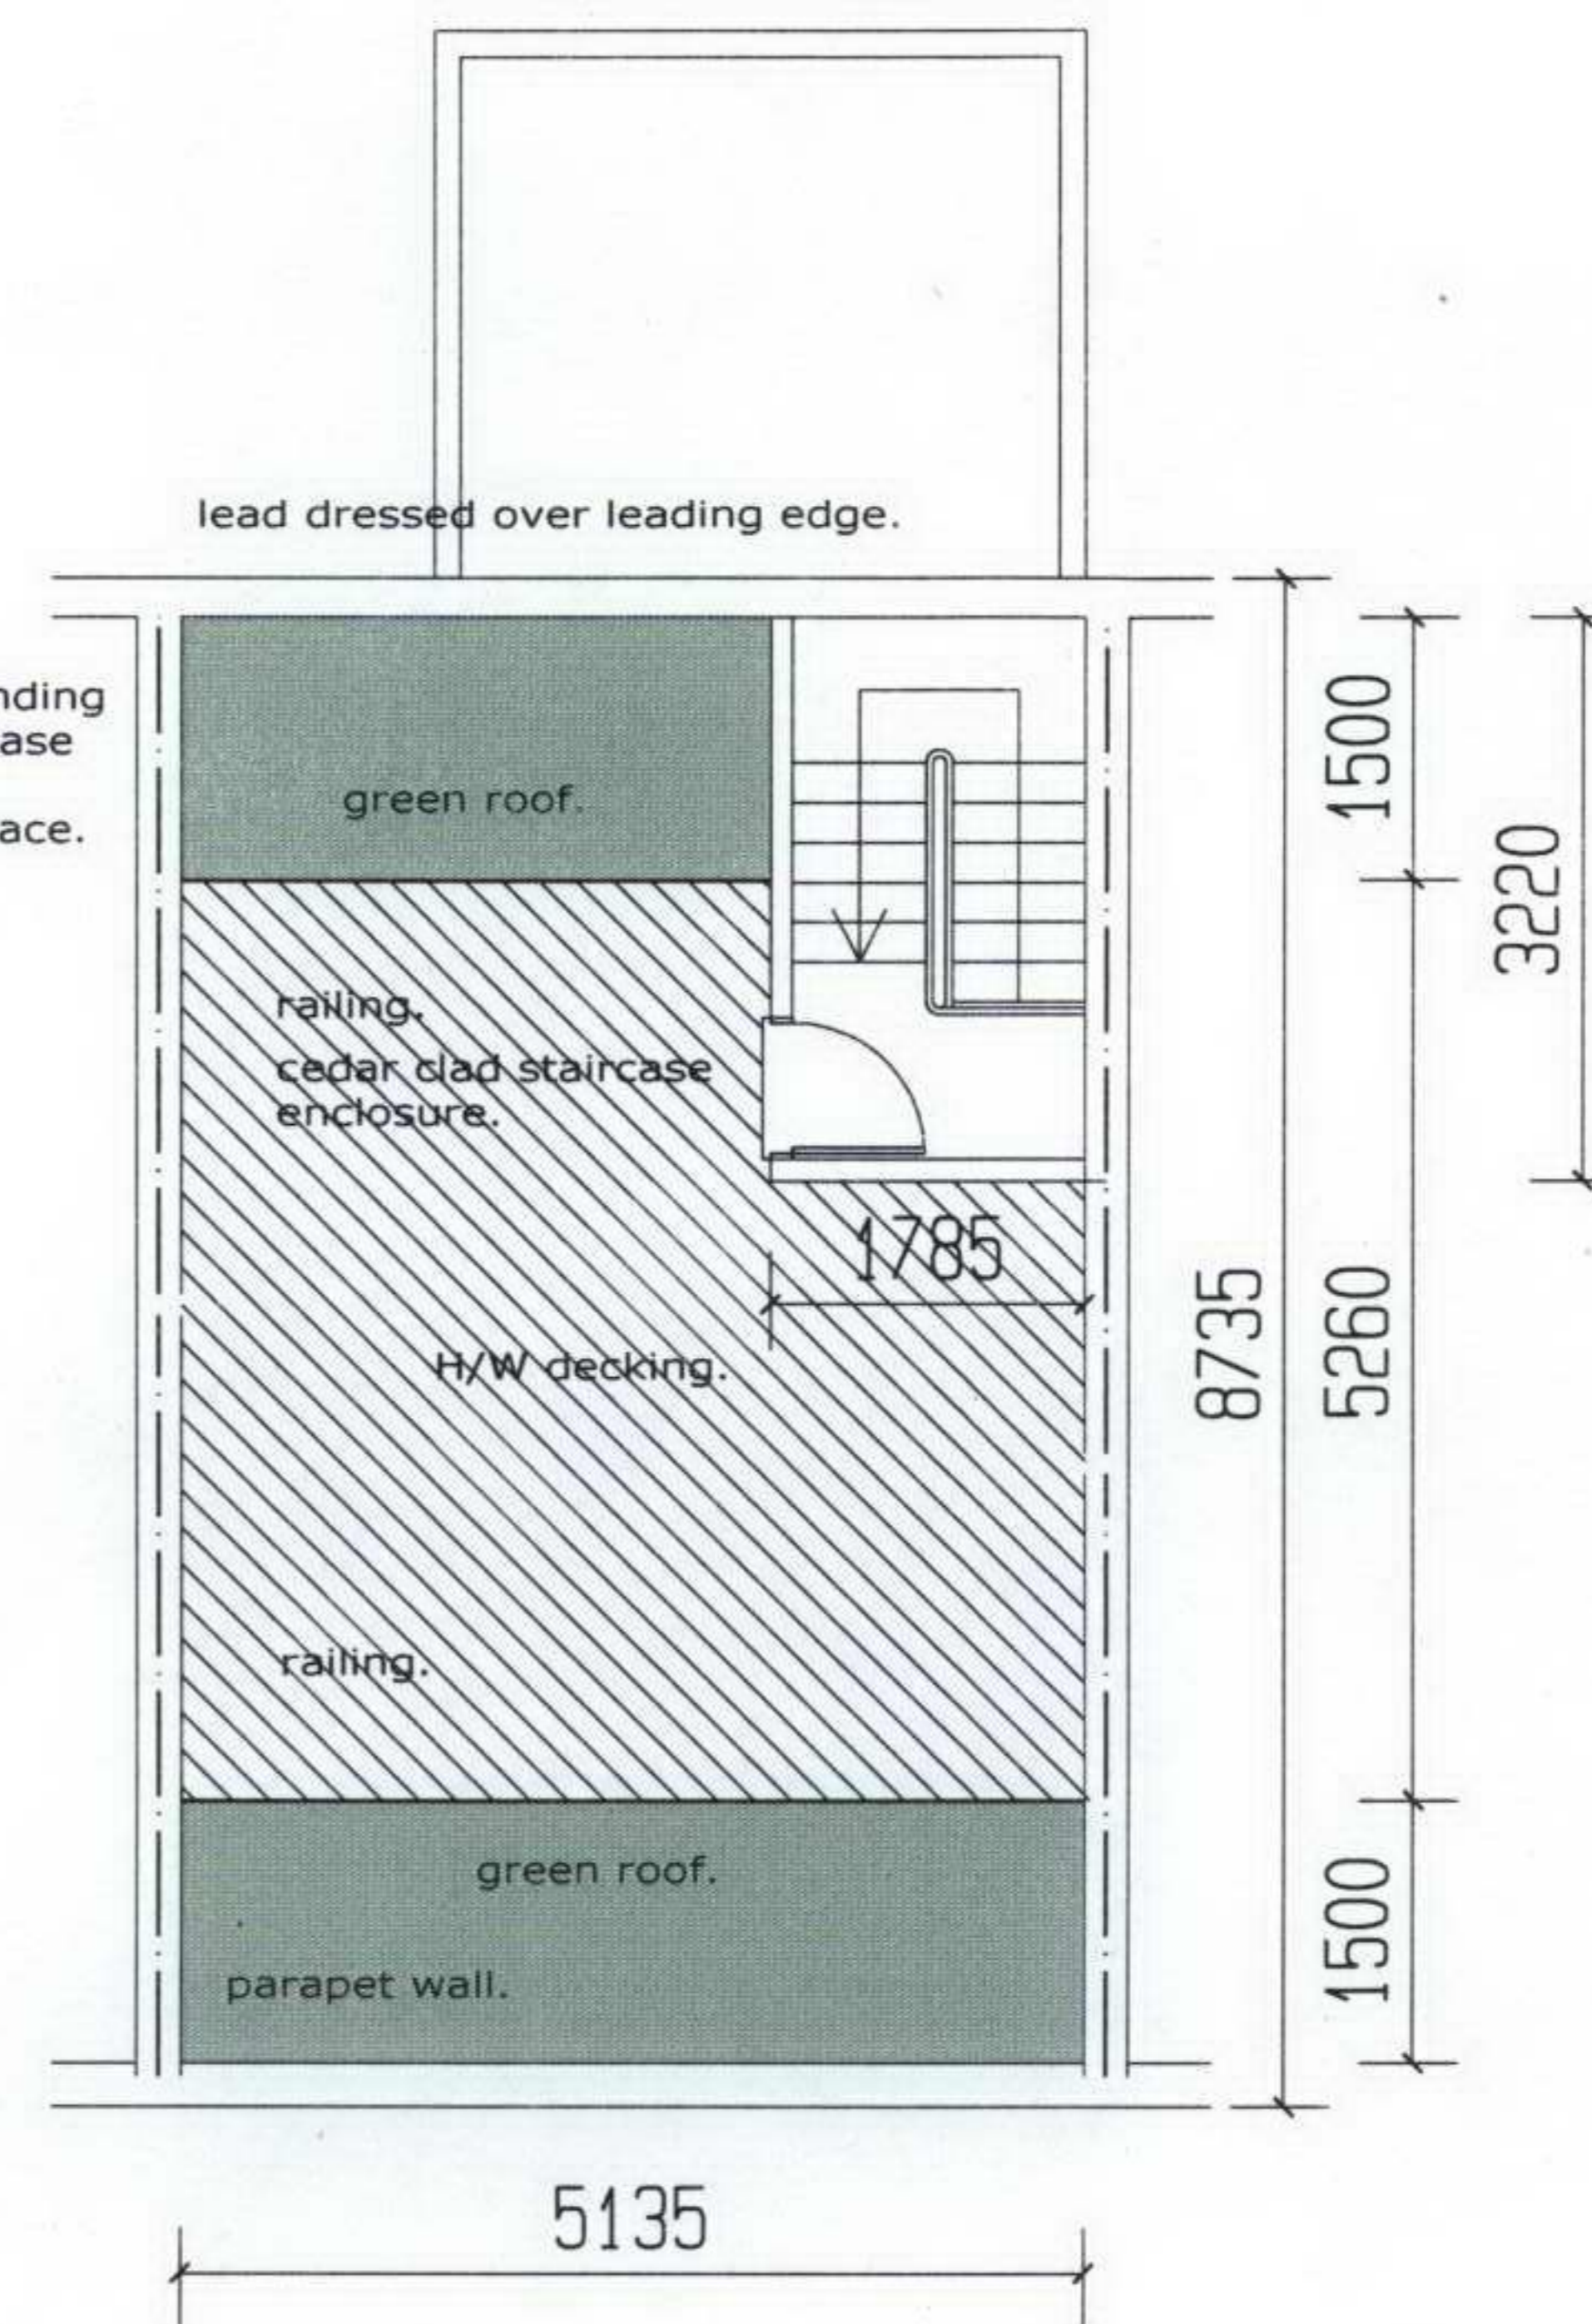 lead dressed over leading edge.
nding
ase
ace.
green roof.
railing.
cedar clad staircase
enclosure.
1785
H/W decking.
railing.
green roof.
parapet wall.
1500
3220
8735
5260
1500
5135